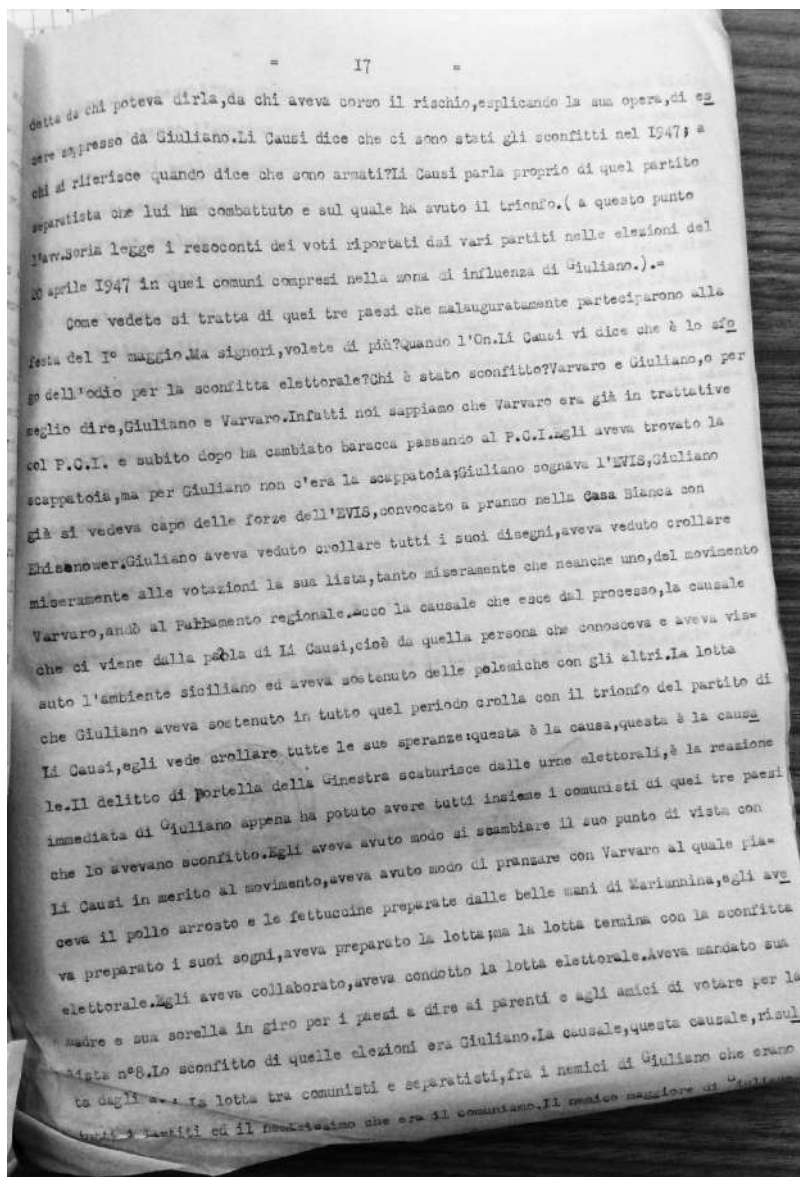 = I7 =
detta da chi poteva dirla,da chi aveva corso il rischio,esplicando la sua opera,di es
sere soppresso da Giuliano.Li Causi dice che ci sono stati gli sconfitti nel I947; a
chi si riferisce quando dice che sono armati?Li Causi parla proprio di quel partito
separatista che lui ha combattuto e sul quale ha avuto il trionfo.( a questo punto
l'avv.Soria legge i resoconti dei voti riportati dai vari partiti nelle elezioni del
20 aprile I947 in quei comuni compresi nella zona di influenza di Giuliano.).=
Come vedete si tratta di quei tre paesi che malauguratamente parteciparono alla
festa del I° maggio.Ma signori,volete di più?Quando l'On.Li Causi vi dice che è lo sfo
go dell'odio per la sconfitta elettorale?Chi è stato sconfitto?Varvaro e Giuliano,o per
meglio dire,Giuliano e Varvaro.Infatti noi sappiamo che Varvaro era già in trattative
col P.C.I. e subito dopo ha cambiato baracca passando al P.C.I.Egli aveva trovato la
scappatoia,ma per Giuliano non c'era la scappatoia;Giuliano sognava l'EVIS,Giuliano
già si vedeva capo delle forze dell'EVIS,convocato a pranzo nella Casa Bianca con
Ehisenower.Giuliano aveva veduto crollare tutti i suoi disegni,aveva veduto crollare
miseramente alle votazioni la sua lista,tanto miseramente che neanche uno,del movimento
Varvaro,andò al Parlamento regionale.Ecco la causale che esce dal processo,la causale
che ci viene dalla paola di Li Causi,cioè da quella persona che conosceva e aveva vis=
suto l'ambiente siciliano ed aveva sostenuto delle polemiche con gli altri.La lotta
che Giuliano aveva sostenuto in tutto quel periodo crolla con il trionfo del partito di
Li Causi,egli vede crollare tutte le sue speranze:questa è la causa,questa è la causa
le.Il delitto di Portella della Ginestra scaturisce dalle urne elettorali,è la reazione
immediata di Giuliano appena ha potuto avere tutti insieme i comunisti di quei tre paesi
che lo avevano sconfitto.Egli aveva avuto modo si scambiare il suo punto di vista con
Li Causi in merito al movimento,aveva avuto modo di pranzare con Varvaro al quale pia=
ceva il pollo arrosto e le fettuccine preparate dalle belle mani di Mariannina,egli ave
va preparato i suoi sogni,aveva preparato la lotta;ma la lotta termina con la sconfitta
elettorale.Egli aveva collaborato,aveva condotto la lotta elettorale.Aveva mandato sua
madre e sua sorella in giro per i paesi a dire ai parenti e agli amici di votare per la
lista n°8.Lo sconfitto di quelle elezioni era Giuliano.La causale,questa causale,risul
ta dagli La lotta tra comunisti e separatisti,fra i nemici di Giuliano che erano
tutti i partiti ed il nemicissimo che era il comunismo.Il nemico maggiore di Giuliano